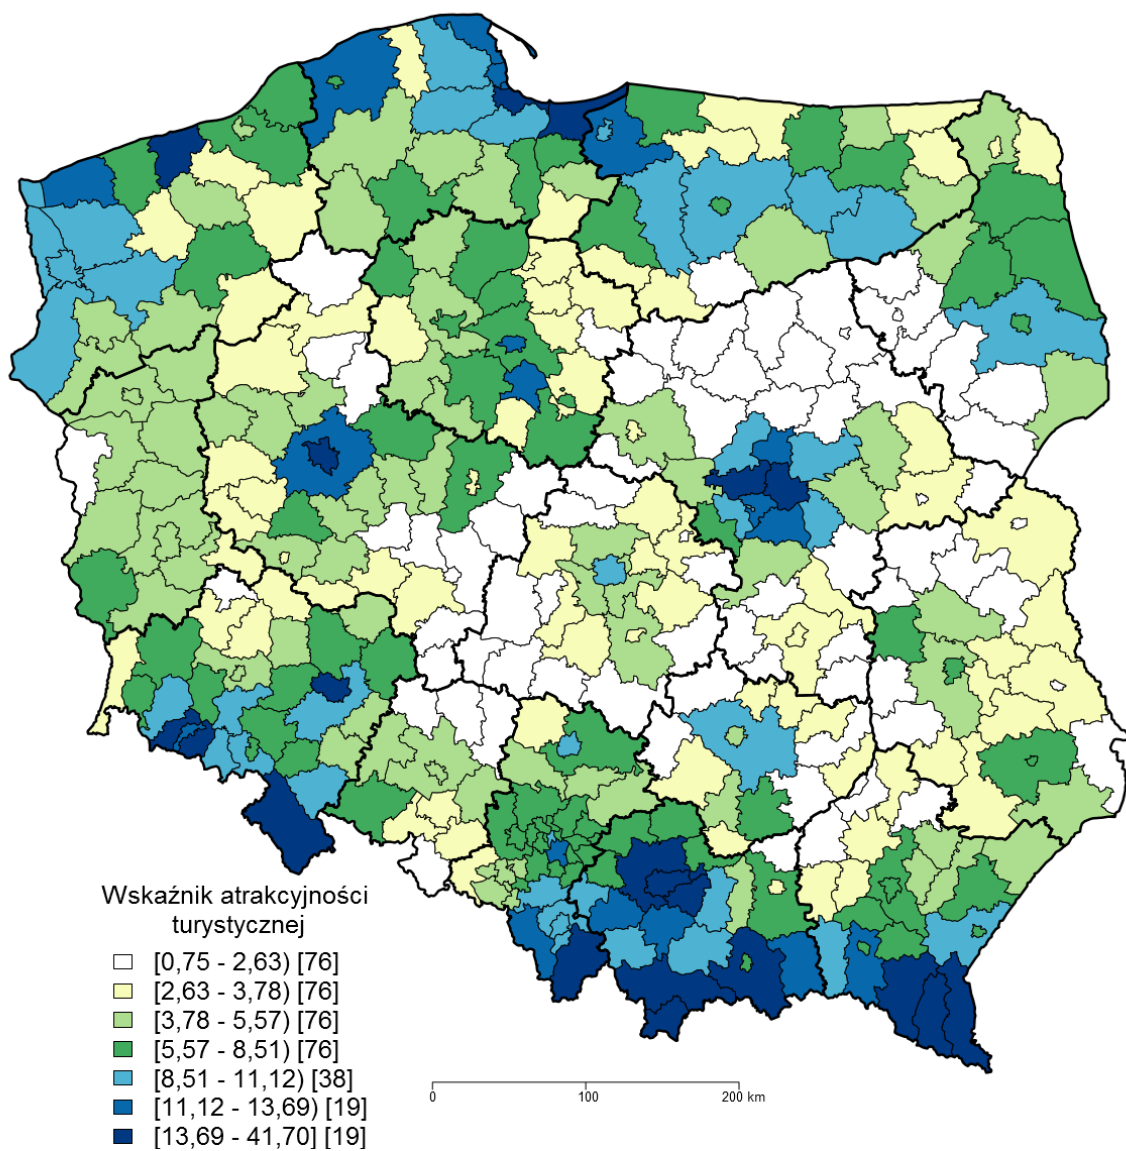 Wskaźnik atrakcyjności
turystycznej
[0,75 - 2,63) [76]
[2,63 - 3,78) [76]
[3,78 - 5,57) [76]
[5,57 - 8,51) [76]
[8,51 - 11,12) [38]
[11,12 - 13,69) [19]
[13,69 - 41,70] [19]
0 100 200 km